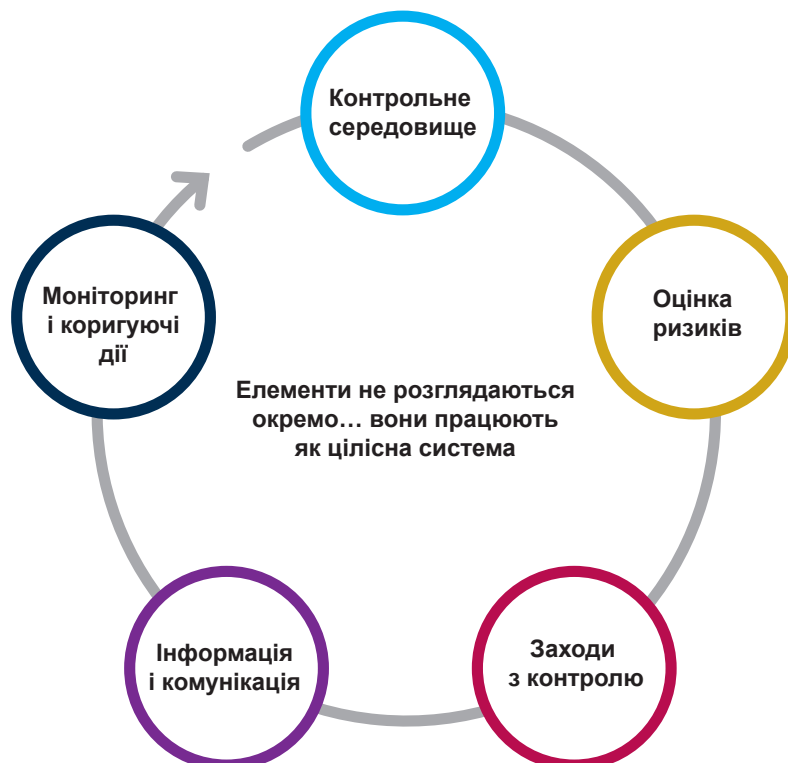 Контрольне
середовище
Оцінка
ризиків
Моніторинг
і коригуючі
дії
Елементи не розглядаються
окремо… вони працюють
як цілісна система
Заходи
з контролю
Інформація
і комунікація